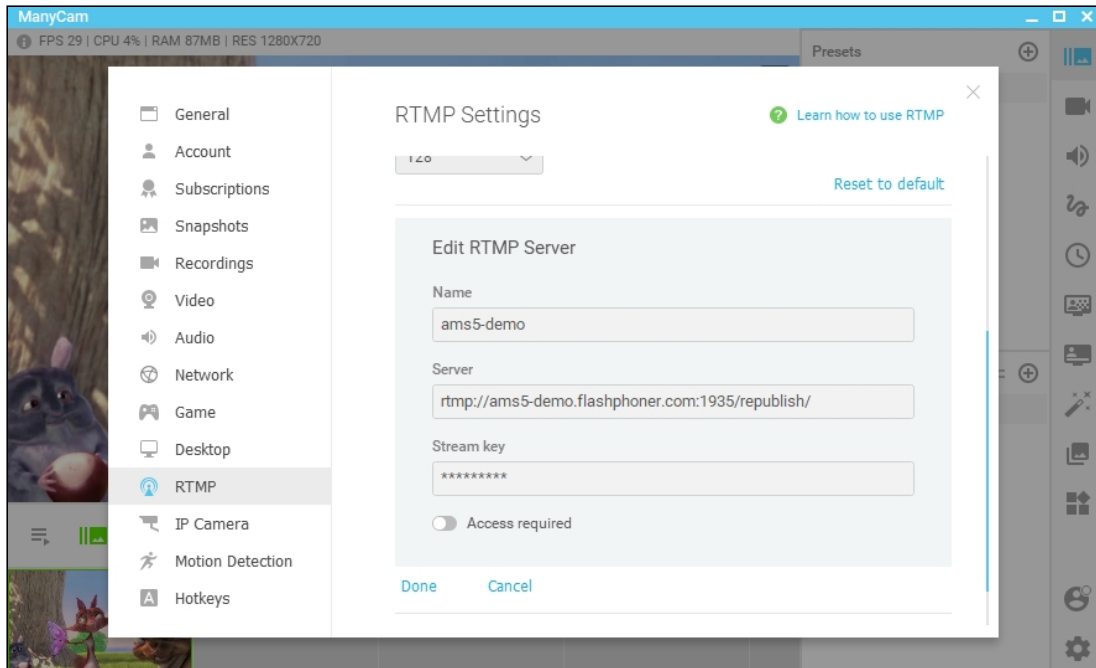 ManyCam
FPS 29 | CPU 4% | RAM 87MB | RES 1280X720
Presets
General
Account
Subscriptions
Snapshots
Recordings
Video
Audio
Network
Game
Desktop
RTMP
IP Camera
Motion Detection
Hotkeys
RTMP Settings
Learn how to use RTMP
128
Reset to default
Edit RTMP Server
Name
ams5-demo
Server
rtmp://ams5-demo.flashphoner.com:1935/republish/
Stream key
*********
Access required
Done
Cancel